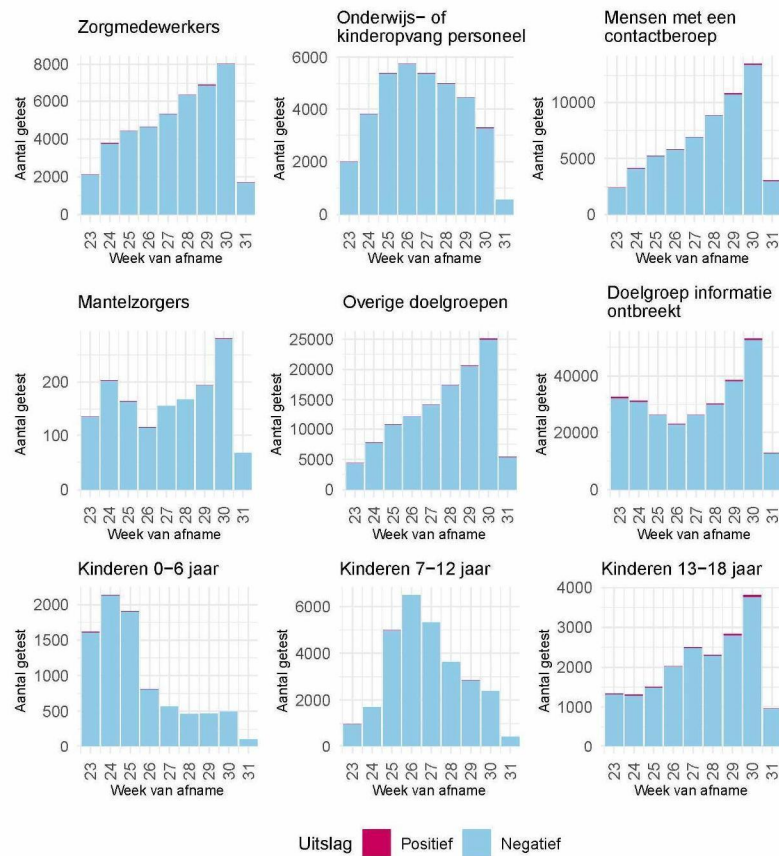 Zorgmedewerkers
Aantal getest
8000
6000
4000
2000
0
23 24 25 26 27 28 29 30 31
Week van afname
Onderwijs– of
kinderopvang personeel
Aantal getest
6000
4000
2000
0
23 24 25 26 27 28 29 30 31
Week van afname
Mensen met een
contactberoep
Aantal getest
10000
5000
0
23 24 25 26 27 28 29 30 31
Week van afname
Mantelzorgers
Aantal getest
200
100
0
23 24 25 26 27 28 29 30 31
Week van afname
Overige doelgroepen
Aantal getest
25000
20000
15000
10000
5000
0
23 24 25 26 27 28 29 30 31
Week van afname
Doelgroep informatie
ontbreekt
Aantal getest
40000
20000
0
23 24 25 26 27 28 29 30 31
Week van afname
Kinderen 0–6 jaar
Aantal getest
2000
1500
1000
500
0
23 24 25 26 27 28 29 30 31
Week van afname
Kinderen 7–12 jaar
Aantal getest
6000
4000
2000
0
23 24 25 26 27 28 29 30 31
Week van afname
Kinderen 13–18 jaar
Aantal getest
4000
3000
2000
1000
0
23 24 25 26 27 28 29 30 31
Week van afname
Uitslag Positief Negatief